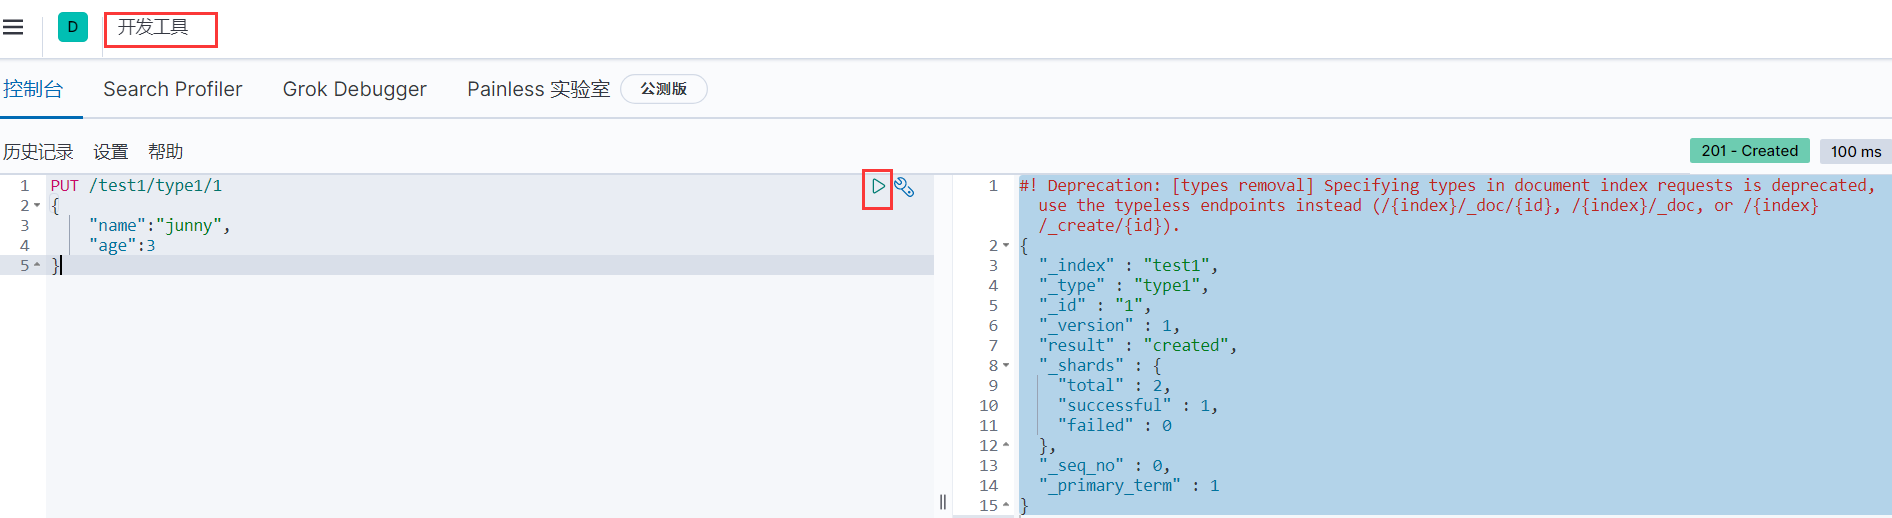 D 开发工具
控制台 Search Profiler Grok Debugger Painless 实验室 公测版
历史记录 设置 帮助
201 - Created 100 ms
1 PUT /test1/type1/1
2 {
3 "name":"junny",
4 "age":3
5 }
1 #! Deprecation: [types removal] Specifying types in document index requests is deprecated,
use the typeless endpoints instead (/{index}/_doc/{id}, /{index}/_doc, or /{index}
/_create/{id}).
2 {
3 "_index" : "test1",
4 "_type" : "type1",
5 "_id" : "1",
6 "_version" : 1,
7 "result" : "created",
8 "_shards" : {
9 "total" : 2,
10 "successful" : 1,
11 "failed" : 0
12 },
13 "_seq_no" : 0,
14 "_primary_term" : 1
15 }